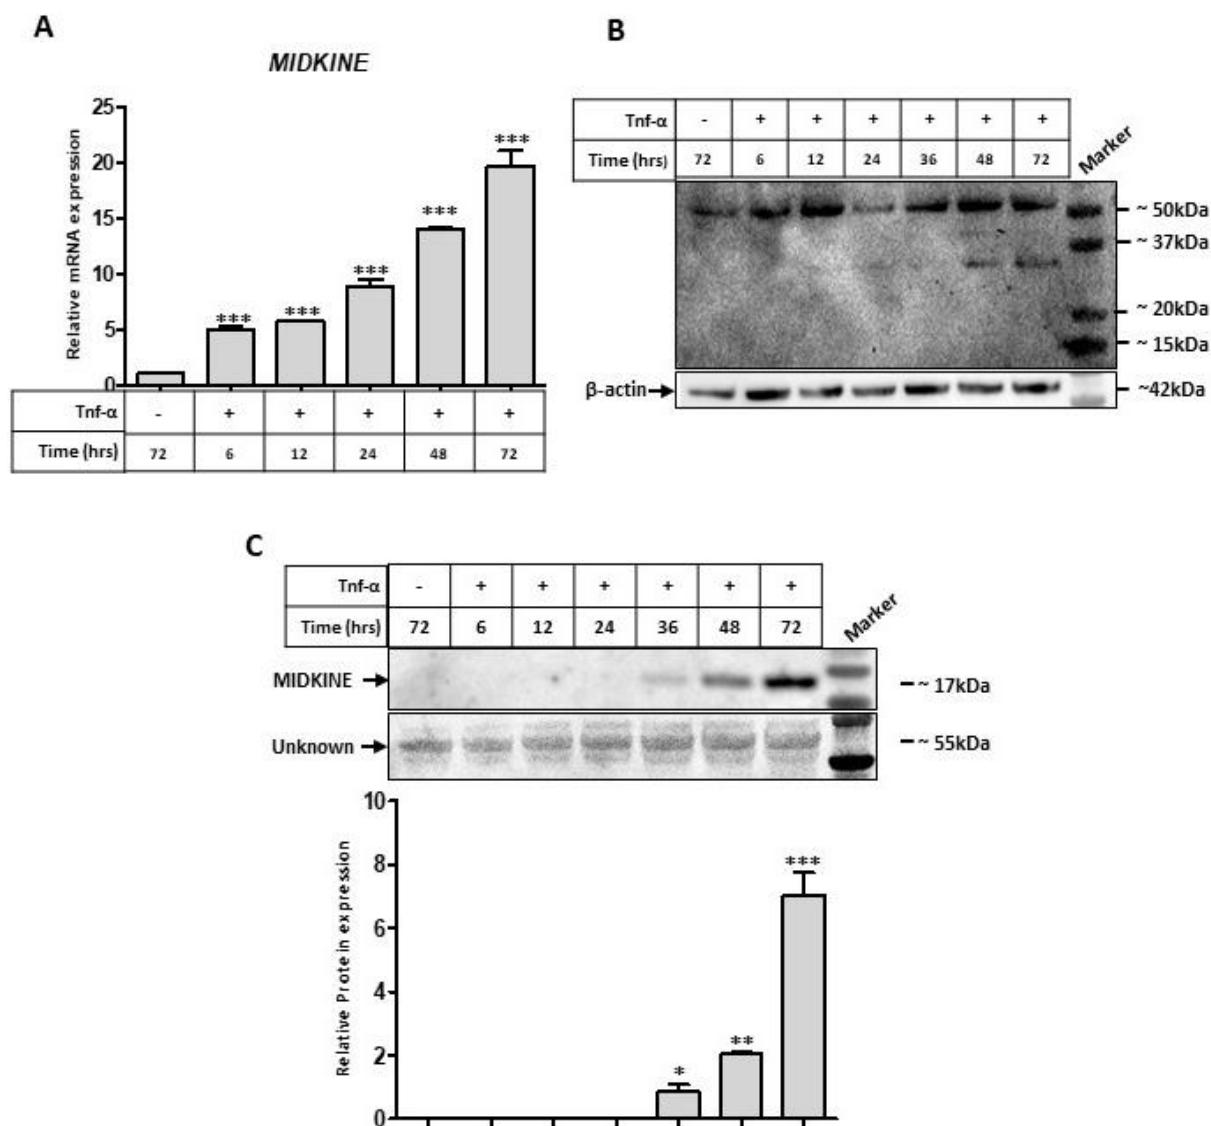 A
MIDKINE
Relative mRNA expression
25
20
15
10
5
0
***
***
***
***
***
Tnf-α - + + + + +
Time (hrs) 72 6 12 24 48 72
B
Tnf-α - + + + + + +
Time (hrs) 72 6 12 24 36 48 72
Marker
~ 50kDa
~ 37kDa
~ 20kDa
~ 15kDa
β-actin
~42kDa
C
Tnf-α - + + + + + +
Time (hrs) 72 6 12 24 36 48 72
Marker
MIDKINE
~ 17kDa
Unknown
~ 55kDa
Relative Protein expression
10
8
6
4
2
0
*
**
***